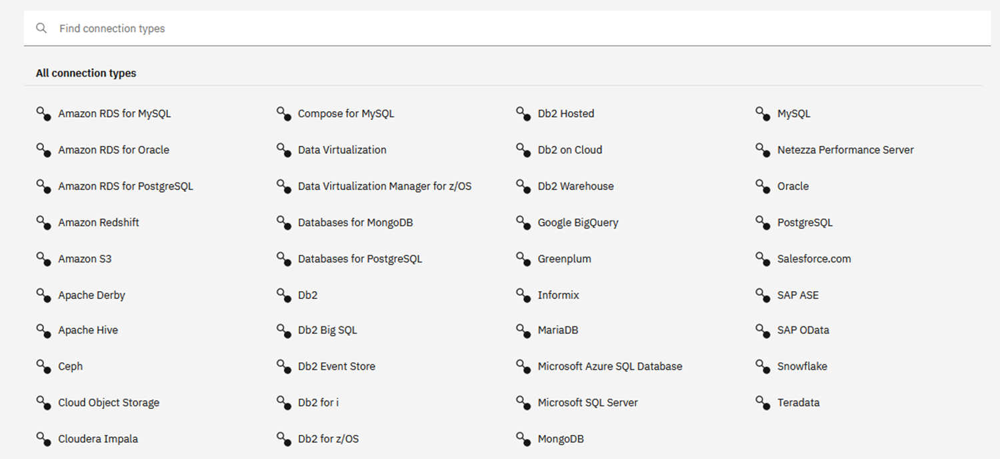 Find connection types
All connection types
Amazon RDS for MySQL
Amazon RDS for Oracle
Amazon RDS for PostgreSQL
Amazon Redshift
Amazon S3
Apache Derby
Apache Hive
Ceph
Cloud Object Storage
Cloudera Impala
Compose for MySQL
Data Virtualization
Data Virtualization Manager for z/OS
Databases for MongoDB
Databases for PostgreSQL
Db2
Db2 Big SQL
Db2 Event Store
Db2 for i
Db2 for z/OS
Db2 Hosted
Db2 on Cloud
Db2 Warehouse
Google BigQuery
Greenplum
Informix
MariaDB
Microsoft Azure SQL Database
Microsoft SQL Server
MongoDB
MySQL
Netezza Performance Server
Oracle
PostgreSQL
Salesforce.com
SAP ASE
SAP OData
Snowflake
Teradata